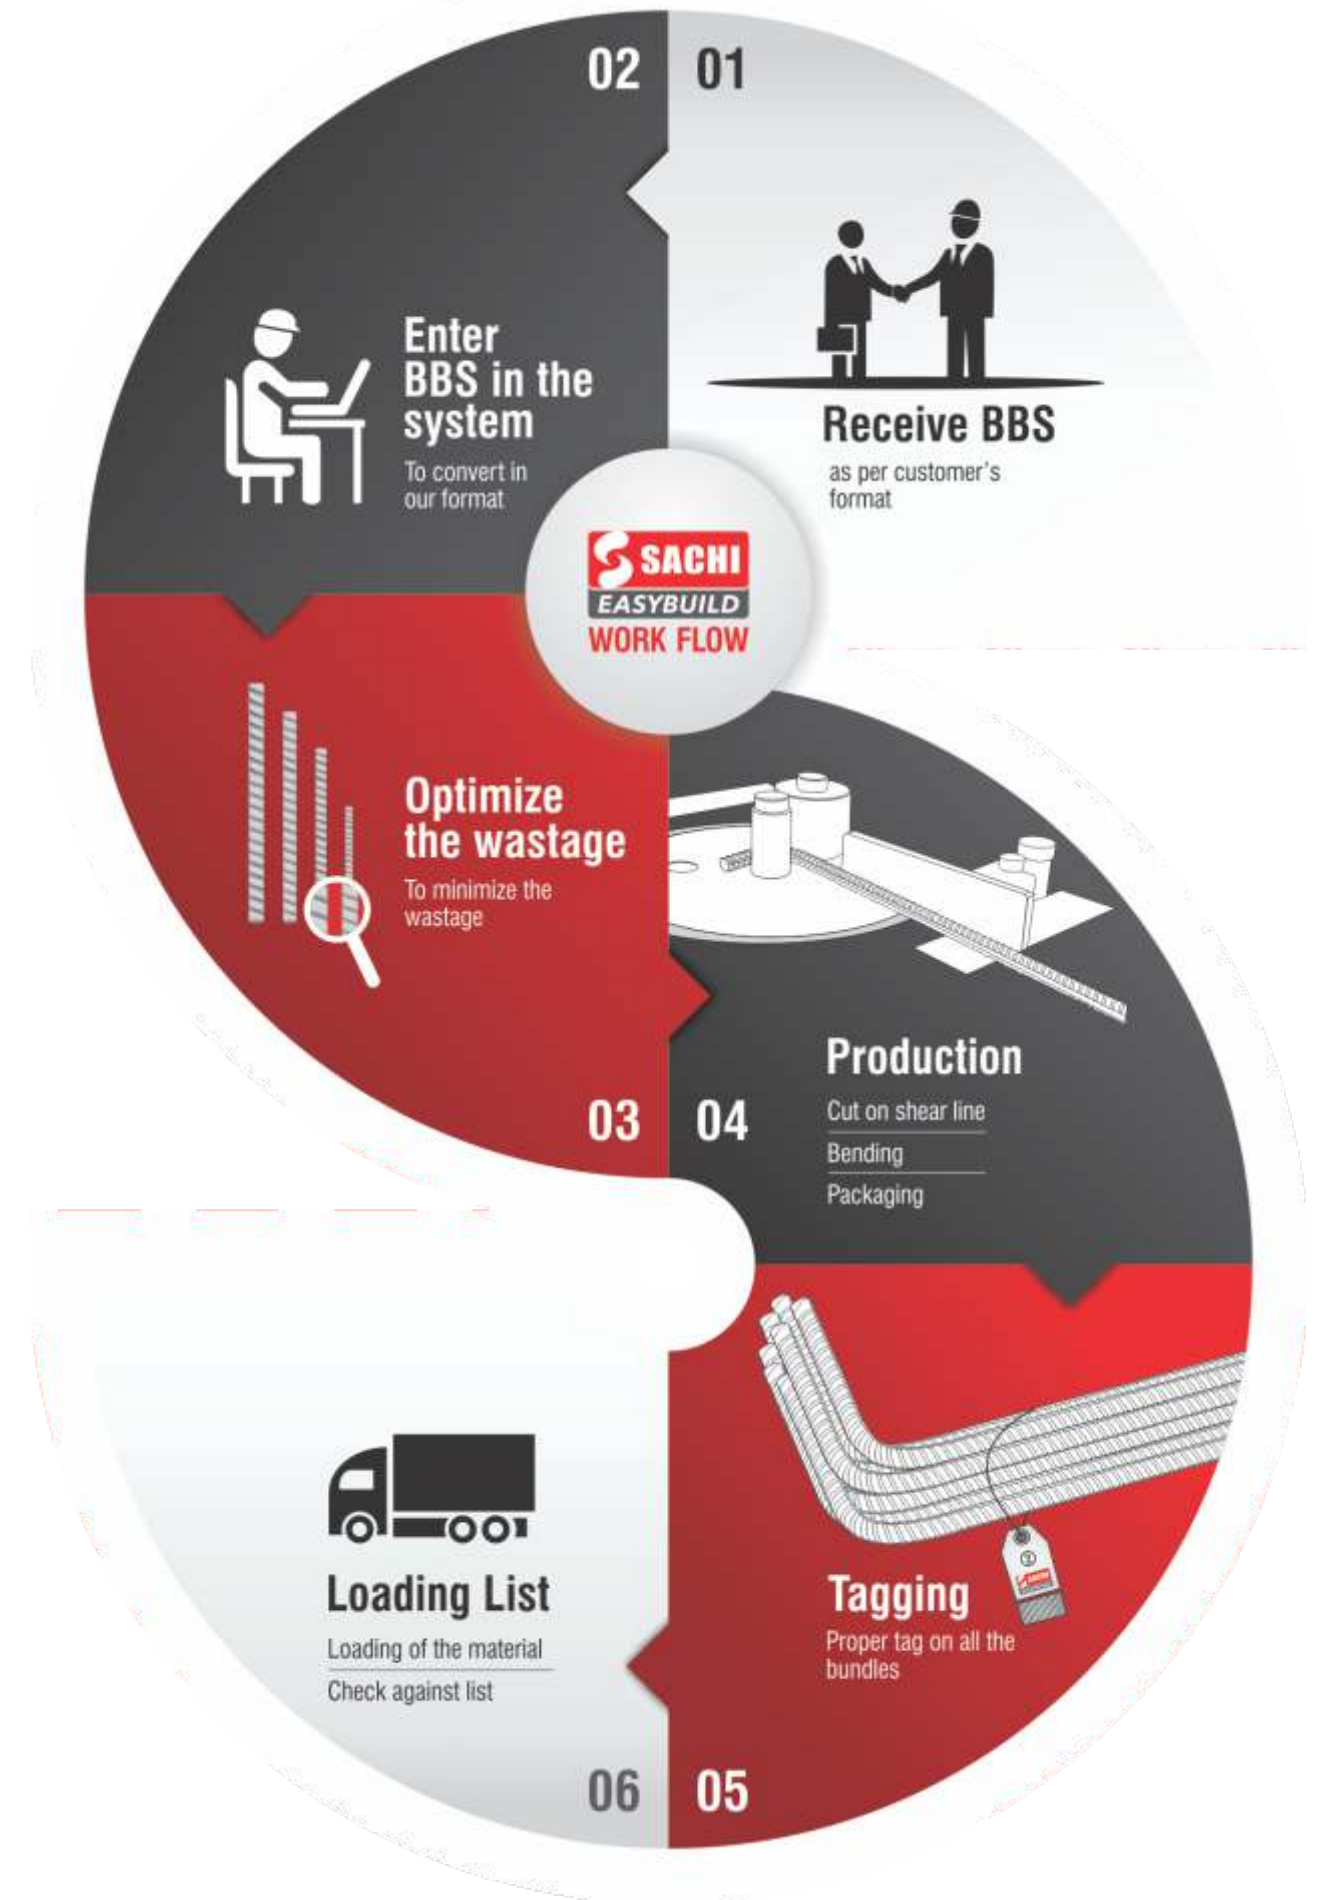 01
Receive BBS
as per customer's
format
02
Enter
BBS in the
system
To convert in
our format
SACHI
EASYBUILD
WORK FLOW
Optimize
the wastage
To minimize the
wastage
03
04
Production
Cut on shear line
Bending
Packaging
Tagging
Proper tag on all the
bundles
05
Loading List
Loading of the material
Check against list
06